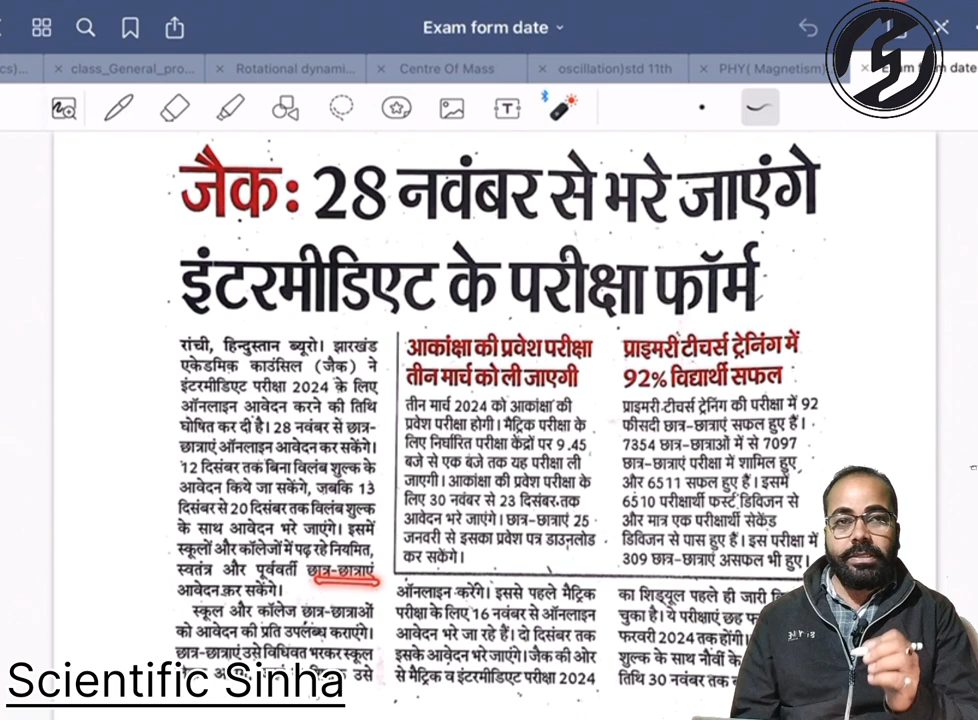 Exam form date
cs)...
class_General_pro...
Rotational dynami...
Centre Of Mass
oscillation)std 11th
PHY( Magnetism)
date
जैक: 28 नवंबर से भरे जाएंगे
इंटरमीडिएट के परीक्षा फॉर्म
रांची, हिन्दुस्तान ब्यूरो। झारखंड
एकेडमिक काउंसिल (जैक) ने
इंटरमीडिएट परीक्षा 2024 के लिए
ऑनलाइन आवेदन करने की तिथि
घोषित कर दी है। 28 नवंबर से छात्र-
छात्राएं ऑनलाइन आवेदन कर सकेंगे।
12 दिसंबर तक बिना विलंब शुल्क के
आवेदन किये जा सकेंगे, जबकि 13
दिसंबर से 20 दिसंबर तक विलंब शुल्क
के साथ आवेदन भरे जाएंगे। इसमें
स्कूलों और कॉलेजों में पढ़ रहे नियमित,
स्वतंत्र और पूर्ववर्ती छात्र-छात्राएं
आवेदन कर सकेंगे।
स्कूल और कॉलेज छात्र-छात्राओं
को आवेदन की प्रति उपलब्ध कराएंगे।
छात्र-छात्राएं उसे विधिवत भरकर स्कूल
उसे
आकांक्षा की प्रवेश परीक्षा
तीन मार्च को ली जाएगी
तीन मार्च 2024 को आकांक्षा की
प्रवेश परीक्षा होगी। मैट्रिक परीक्षा के
लिए निर्धारित परीक्षा केंद्रों पर 9.45
बजे से एक बजे तक यह परीक्षा ली
जाएगी। आकांक्षा की प्रवेश परीक्षा के
लिए 30 नवंबर से 23 दिसंबर तक
आवेदन भरे जाएंगे। छात्र-छात्राएं 25
जनवरी से इसका प्रवेश पत्र डाउनलोड
कर सकेंगे।
प्राइमरी टीचर्स ट्रेनिंग में
92% विद्यार्थी सफल
प्राइमरी टीचर्स ट्रेनिंग की परीक्षा में 92
फीसदी छात्र-छात्राएं सफल हुए हैं।
7354 छात्र-छात्राओं में से 7097
छात्र-छात्राएं परीक्षा में शामिल हुए
और 6511 सफल हुए हैं। इसमें
6510 परीक्षार्थी फर्स्ट डिविजन से
और मात्र एक परीक्षार्थी सेकेंड
डिविजन से पास हुए हैं। इस परीक्षा में
309 छात्र-छात्राएं असफल भी हुए।
ऑनलाइन करेंगे। इससे पहले मैट्रिक
परीक्षा के लिए 16 नवंबर से ऑनलाइन
आवेदन भरे जा रहे हैं। दो दिसंबर तक
इसके आवेदन भरे जाएंगे। जैक की ओर
से मैट्रिक व इंटरमीडिएट परीक्षा 2024
का शिड्यूल पहले ही जारी
चुका है। ये परीक्षाएं छह
फरवरी 2024 तक होंगी।
शुल्क के साथ नौवीं के
तिथि 30 नवंबर तक
Scientific Sinha